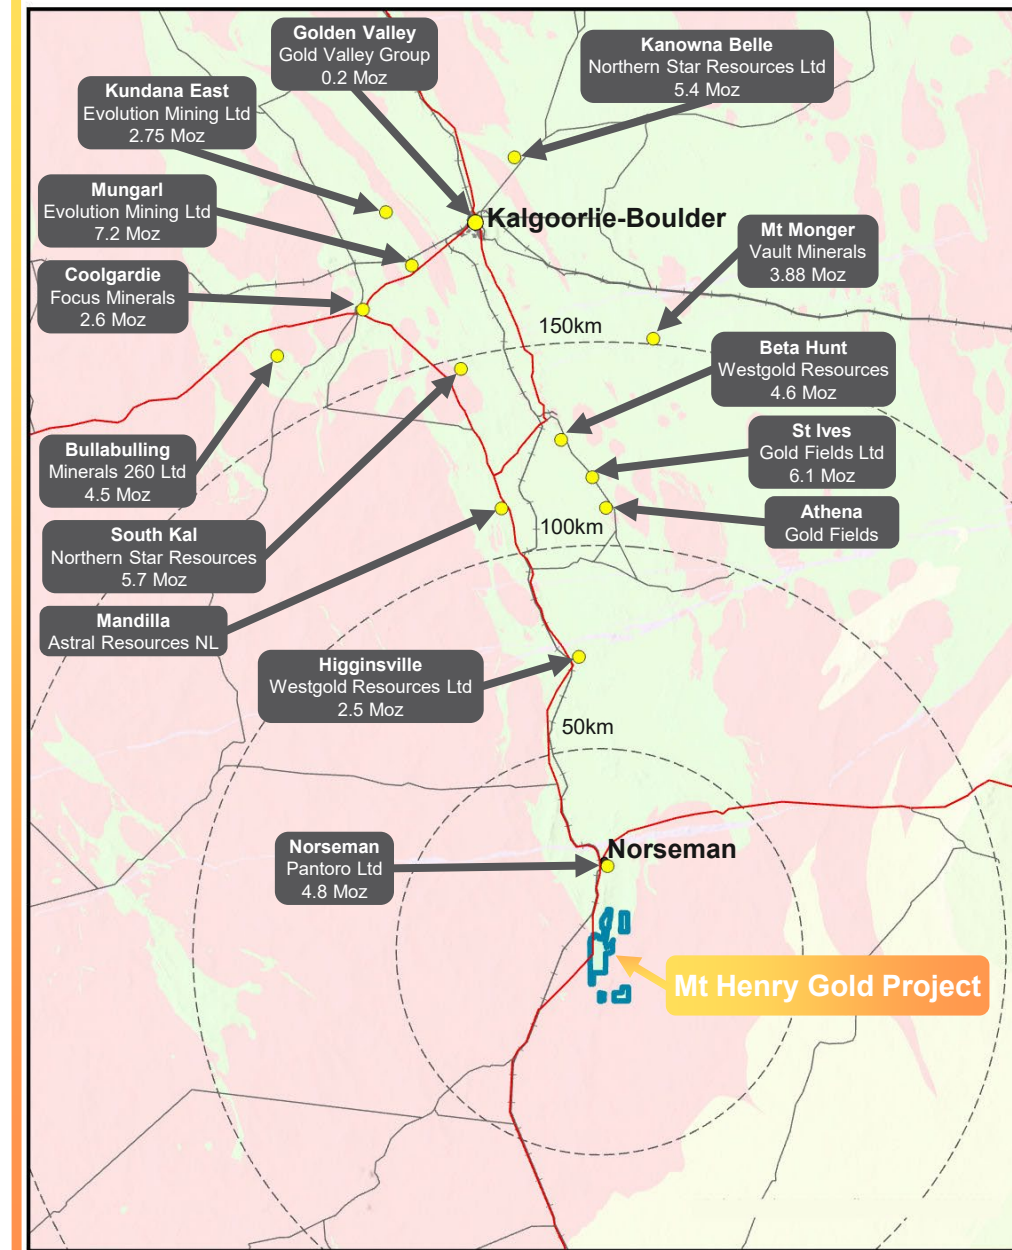 Golden Valley
Gold Valley Group
0.2 Moz
Kanowna Belle
Northern Star Resources Ltd
5.4 Moz
Kundana East
Evolution Mining Ltd
2.75 Moz
Mungarl
Evolution Mining Ltd
7.2 Moz
Kalgoorlie-Boulder
Mt Monger
Vault Minerals
3.88 Moz
Coolgardie
Focus Minerals
2.6 Moz
150km
Beta Hunt
Westgold Resources
4.6 Moz
Bullabulling
Minerals 260 Ltd
4.5 Moz
St Ives
Gold Fields Ltd
6.1 Moz
South Kal
Northern Star Resources
5.7 Moz
100km
Athena
Gold Fields
Mandilla
Astral Resources NL
Higginsville
Westgold Resources Ltd
2.5 Moz
50km
Norseman
Pantoro Ltd
4.8 Moz
Norseman
Mt Henry Gold Project